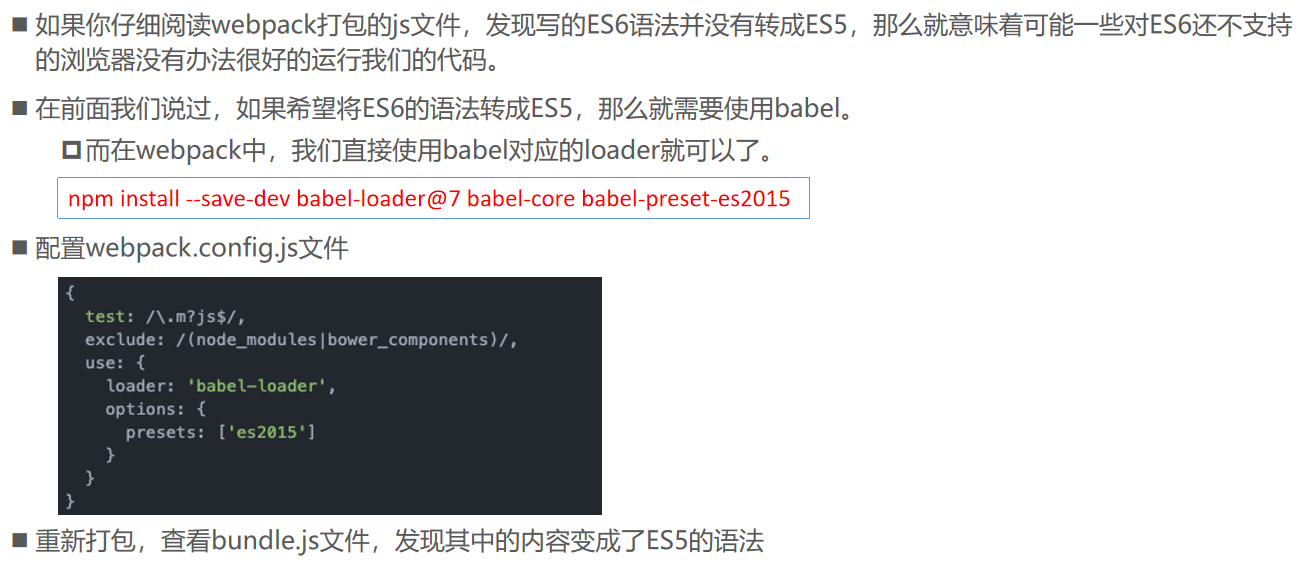 ■ 如果你仔细阅读webpack打包的js文件，发现写的ES6语法并没有转成ES5，那么就意味着可能一些对ES6还不支持
的浏览器没有办法很好的运行我们的代码。
■ 在前面我们说过，如果希望将ES6的语法转成ES5，那么就需要使用babel。
而在webpack中，我们直接使用babel对应的loader就可以了。
npm install --save-dev babel-loader@7 babel-core babel-preset-es2015
■ 配置webpack.config.js文件
{
  test: /\.m?js$/,
  exclude: /(node_modules|bower_components)/,
  use: {
    loader: 'babel-loader',
    options: {
      presets: ['es2015']
    }
  }
}
■ 重新打包，查看bundle.js文件，发现其中的内容变成了ES5的语法